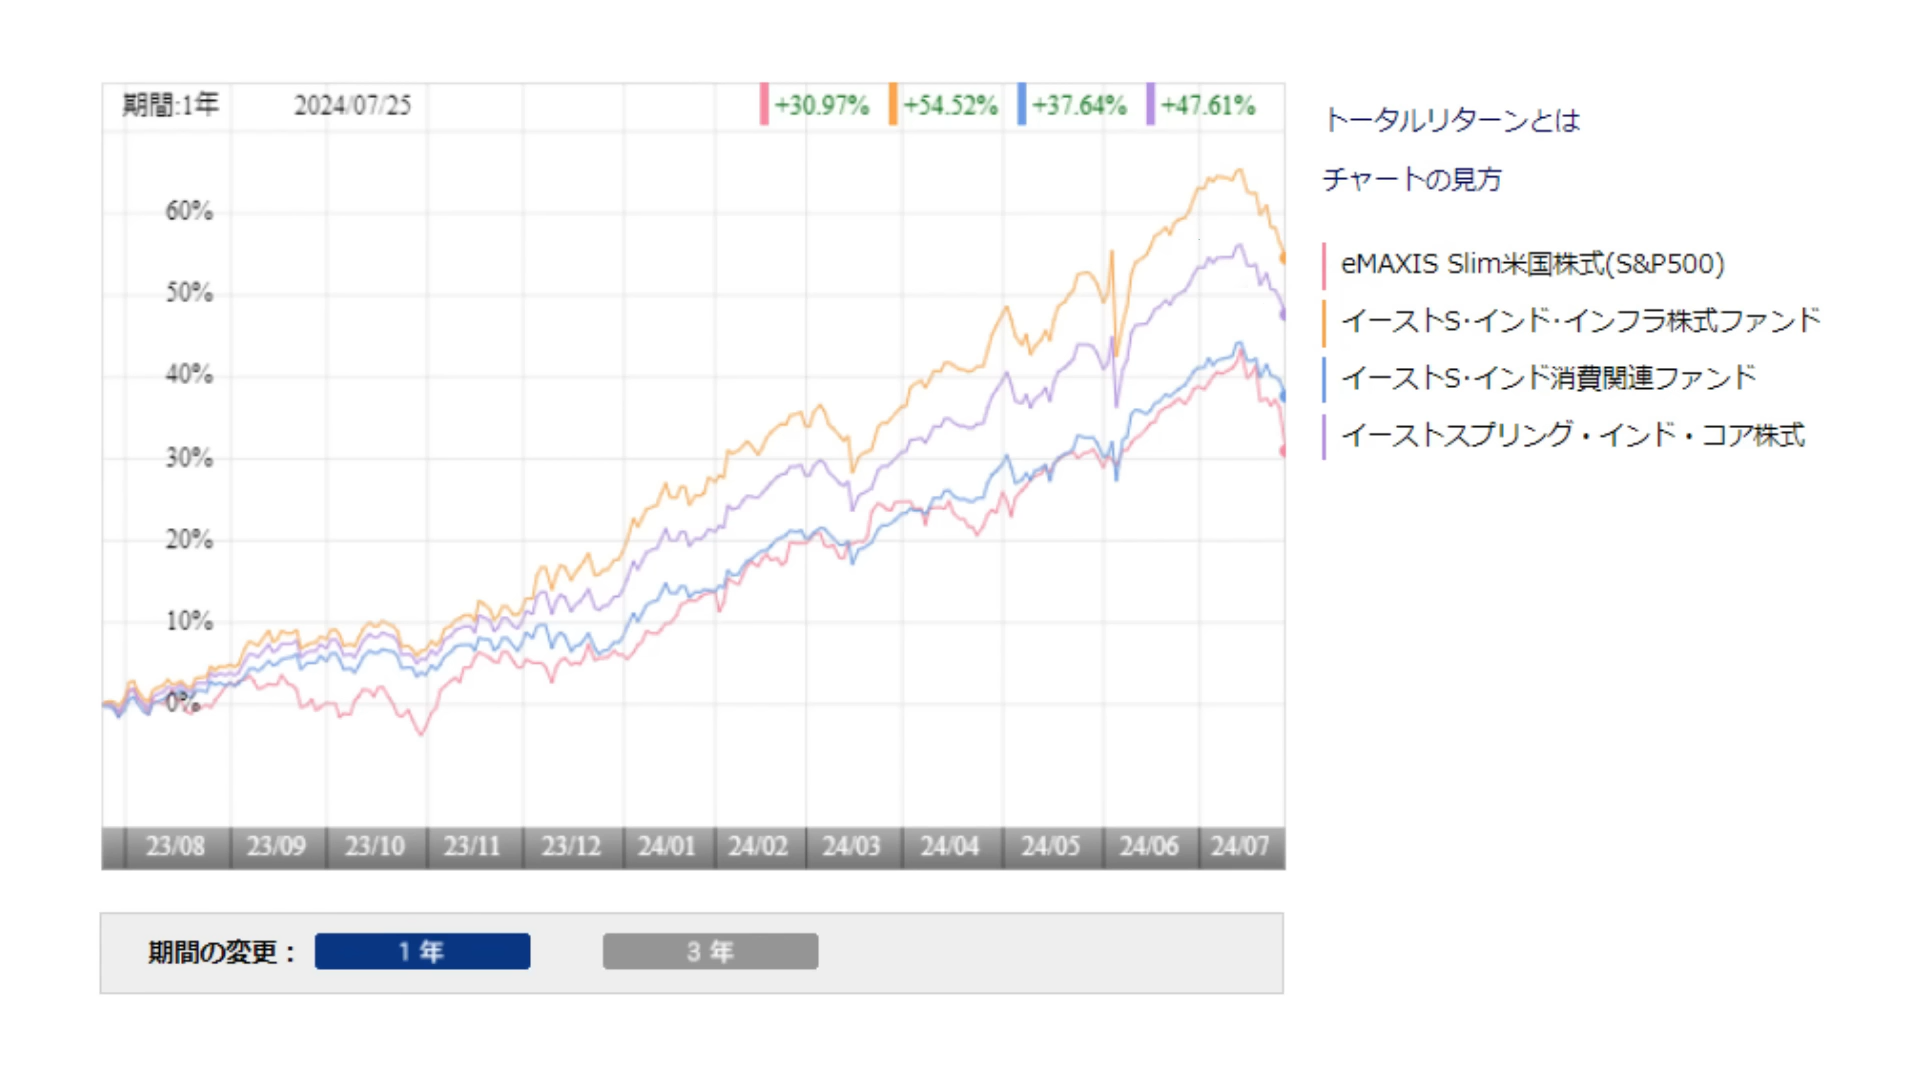 期間:1年 2024/07/25 +30.97% +54.52% +37.64% +47.61%
トータルリターンとは
チャートの見方
eMAXIS Slim米国株式(S&P500)
イーストS・インド・インフラ株式ファンド
イーストS・インド消費関連ファンド
イーストスプリング・インド・コア株式
60%
50%
40%
30%
20%
10%
0%
23/08 23/09 23/10 23/11 23/12 24/01 24/02 24/03 24/04 24/05 24/06 24/07
期間の変更： 1 年 3 年